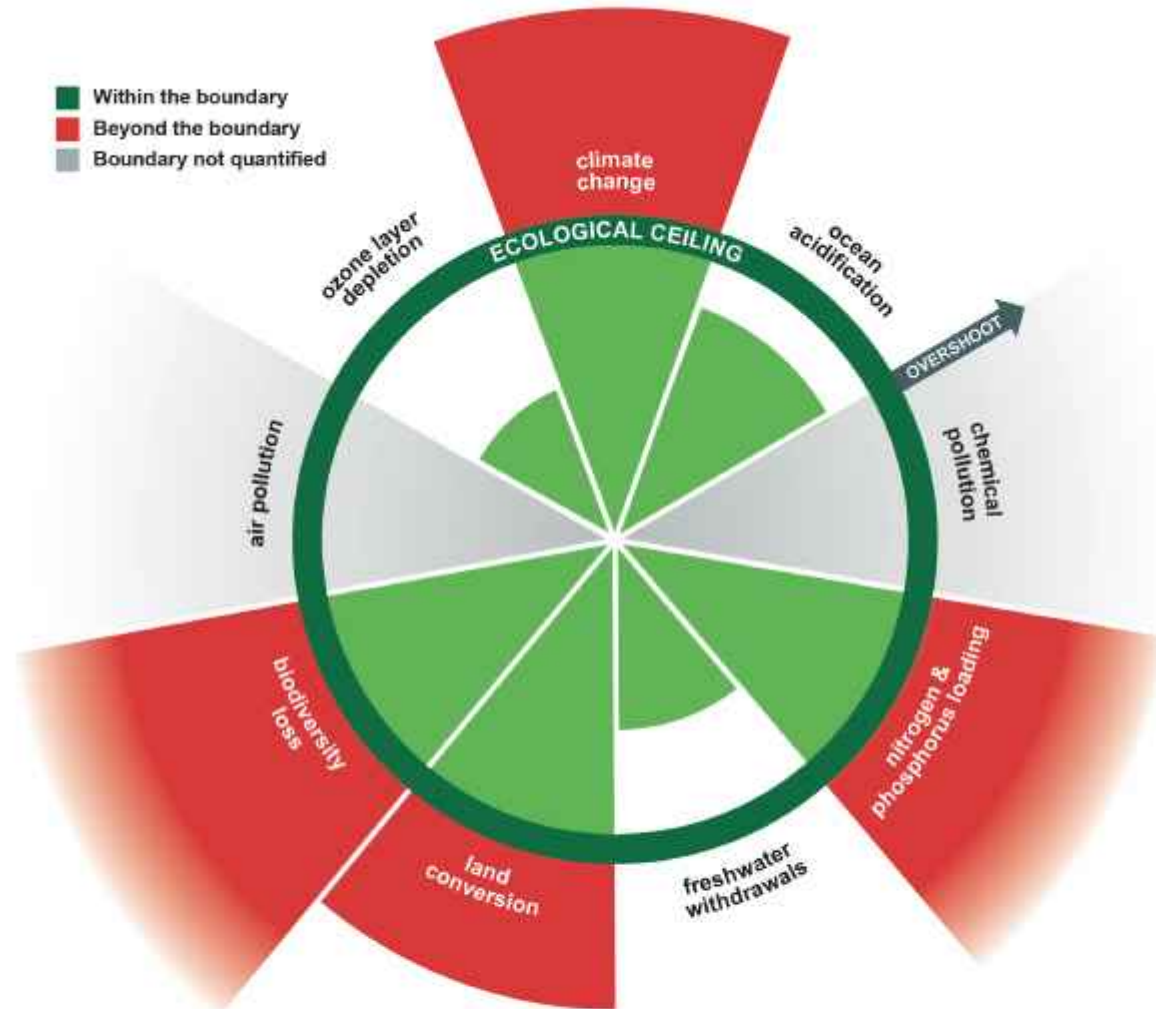 Within the boundary
Beyond the boundary
Boundary not quantified
climate
change
ECOLOGICAL CEILING
ozone layer
depletion
ocean
acidification
OVERSHOOT
air pollution
chemical
pollution
biodiversity
loss
nitrogen &
phosphorus loading
land
conversion
freshwater
withdrawals